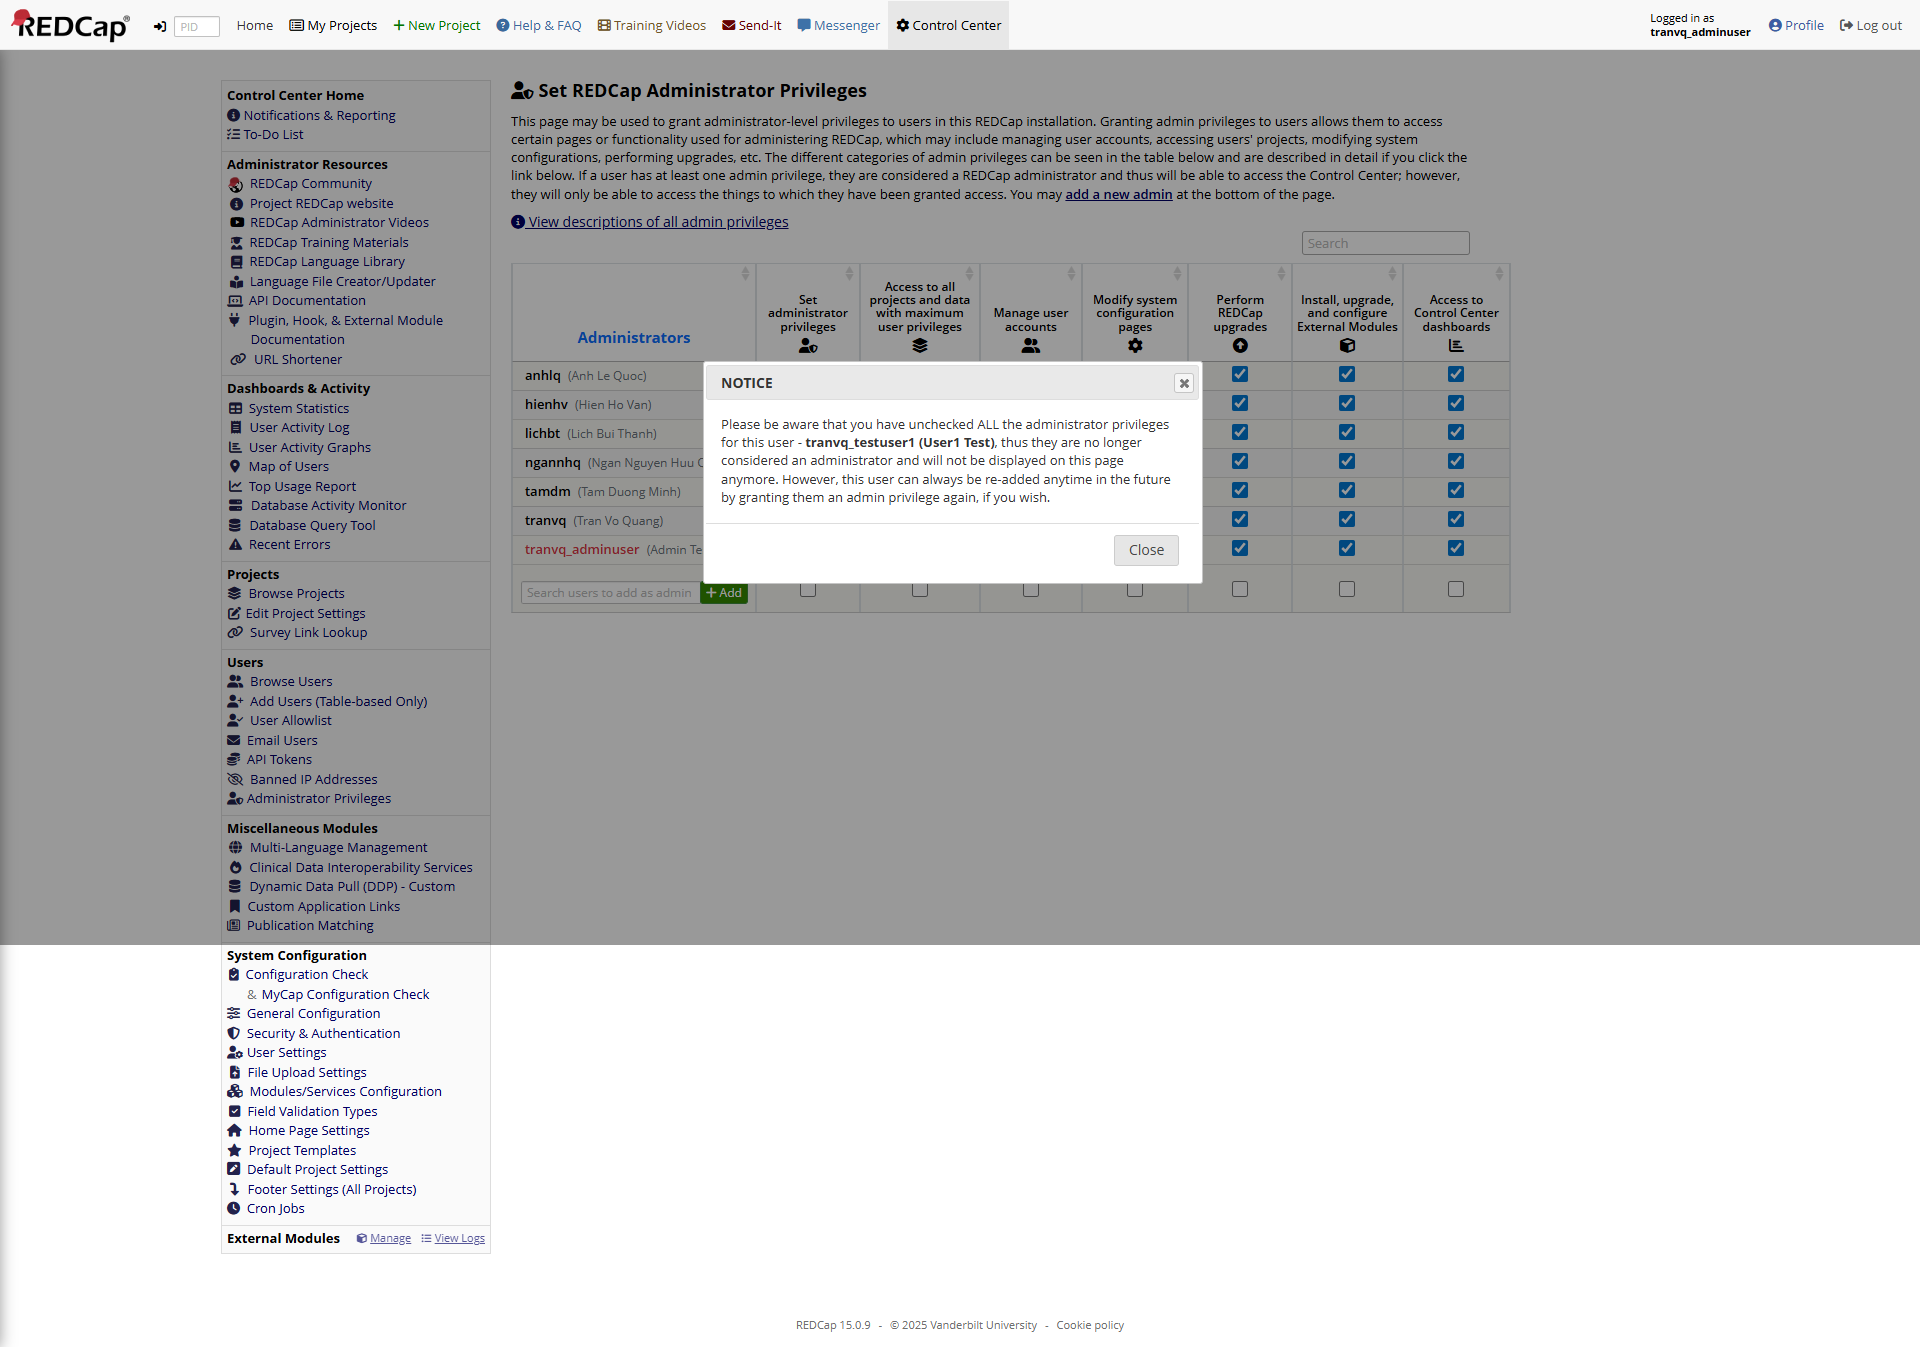 REDCap®
PID
Home
My Projects
New Project
Help & FAQ
Training Videos
Send-It
Messenger
Control Center
Logged in as
tranvq_adminuser
Profile
Log out
Control Center Home
Notifications & Reporting
To-Do List
Administrator Resources
REDCap Community
Project REDCap website
REDCap Administrator Videos
REDCap Training Materials
REDCap Language Library
Language File Creator/Updater
API Documentation
Plugin, Hook, & External Module
Documentation
URL Shortener
Dashboards & Activity
System Statistics
User Activity Log
User Activity Graphs
Map of Users
Top Usage Report
Database Activity Monitor
Database Query Tool
Recent Errors
Projects
Browse Projects
Edit Project Settings
Survey Link Lookup
Users
Browse Users
Add Users (Table-based Only)
User Allowlist
Email Users
API Tokens
Banned IP Addresses
Administrator Privileges
Miscellaneous Modules
Multi-Language Management
Clinical Data Interoperability Services
Dynamic Data Pull (DDP) - Custom
Custom Application Links
Publication Matching
System Configuration
Configuration Check
& MyCap Configuration Check
General Configuration
Security & Authentication
User Settings
File Upload Settings
Modules/Services Configuration
Field Validation Types
Home Page Settings
Project Templates
Default Project Settings
Footer Settings (All Projects)
Cron Jobs
External Modules Manage View Logs
Set REDCap Administrator Privileges
This page may be used to grant administrator-level privileges to users in this REDCap installation. Granting admin privileges to users allows them to access
certain pages or functionality used for administering REDCap, which may include managing user accounts, accessing users' projects, modifying system
configurations, performing upgrades, etc. The different categories of admin privileges can be seen in the table below and are described in detail if you click the
link below. If a user has at least one admin privilege, they are considered a REDCap administrator and thus will be able to access the Control Center; however,
they will only be able to access the things to which they have been granted access. You may add a new admin at the bottom of the page.
View descriptions of all admin privileges
Search
Administrators
Set
administrator
privileges
Access to all
projects and data
with maximum
user privileges
Manage user
accounts
Modify system
configuration
pages
Perform
REDCap
upgrades
Install, upgrade,
and configure
External Modules
Access to
Control Center
dashboards
anhlq (Anh Le Quoc)
hienhv (Hien Ho Van)
lichbt (Lich Bui Thanh)
ngannhq (Ngan Nguyen Huu
tamdm (Tam Duong Minh)
tranvq (Tran Vo Quang)
tranvq_adminuser (Admin Te
Search users to add as admin
Add
NOTICE
Please be aware that you have unchecked ALL the administrator privileges
for this user - tranvq_testuser1 (User1 Test), thus they are no longer
considered an administrator and will not be displayed on this page
anymore. However, this user can always be re-added anytime in the future
by granting them an admin privilege again, if you wish.
Close
REDCap 15.0.9 - © 2025 Vanderbilt University - Cookie policy